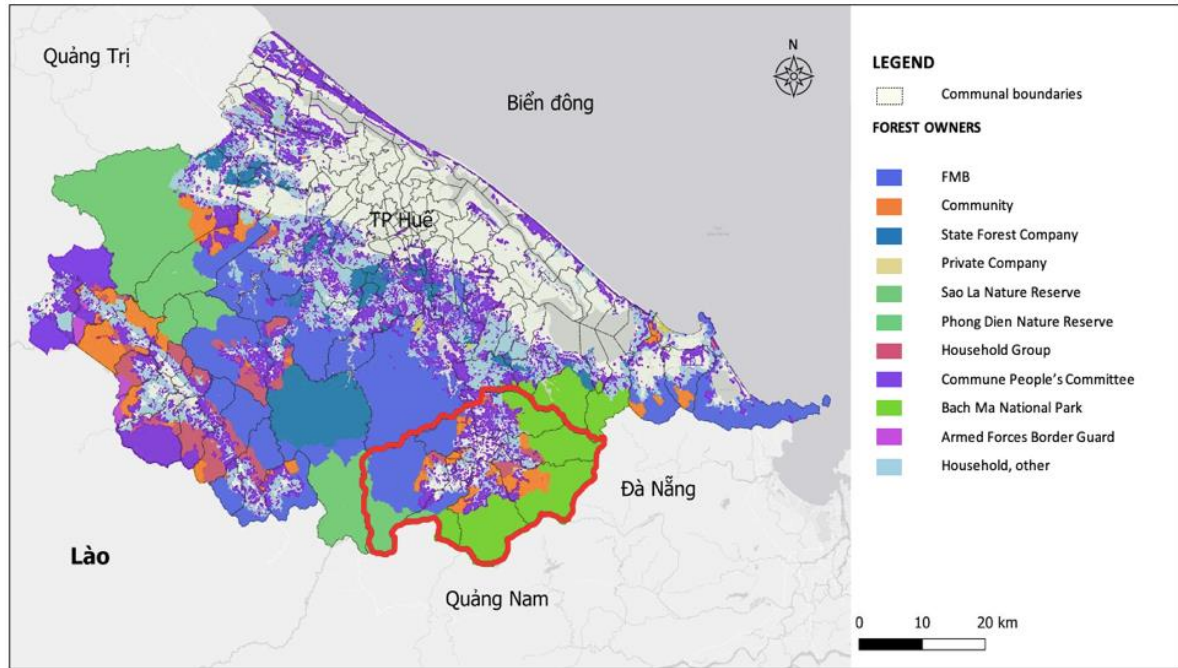 Quảng Trị
Biển đông
N
TP Huế
Đà Nẵng
Lào
Quảng Nam
LEGEND
Communal boundaries
FOREST OWNERS
FMB
Community
State Forest Company
Private Company
Sao La Nature Reserve
Phong Dien Nature Reserve
Household Group
Commune People's Committee
Bach Ma National Park
Armed Forces Border Guard
Household, other
0 10 20 km